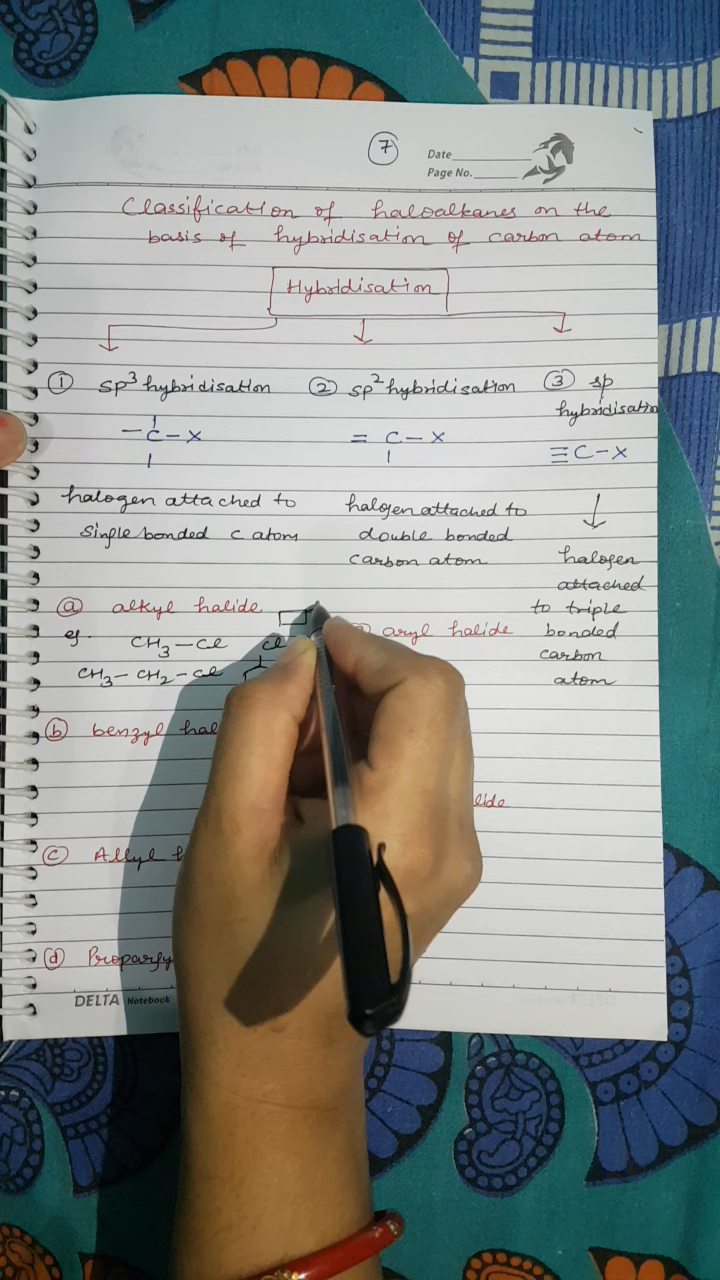 7
Date
Page No.
Classification of haloalkanes on the
basis of hybridisation of carbon atom
Hybridisation
① sp³ hybridisation
-C-X
halogen attached to
single bonded C atom
② sp² hybridisation
= C-X
halogen attached to
double bonded
carbon atom
③ sp
hybridisation
≡C-X
halogen
attached
to triple
bonded
carbon
atom
ⓐ alkyl halide
eg. CH₃-Cl
Cl
CH₃-CH₂-Cl
aryl halide
ⓑ benzyl
ⓒ Allyl
ⓓ
DELTA Notebook